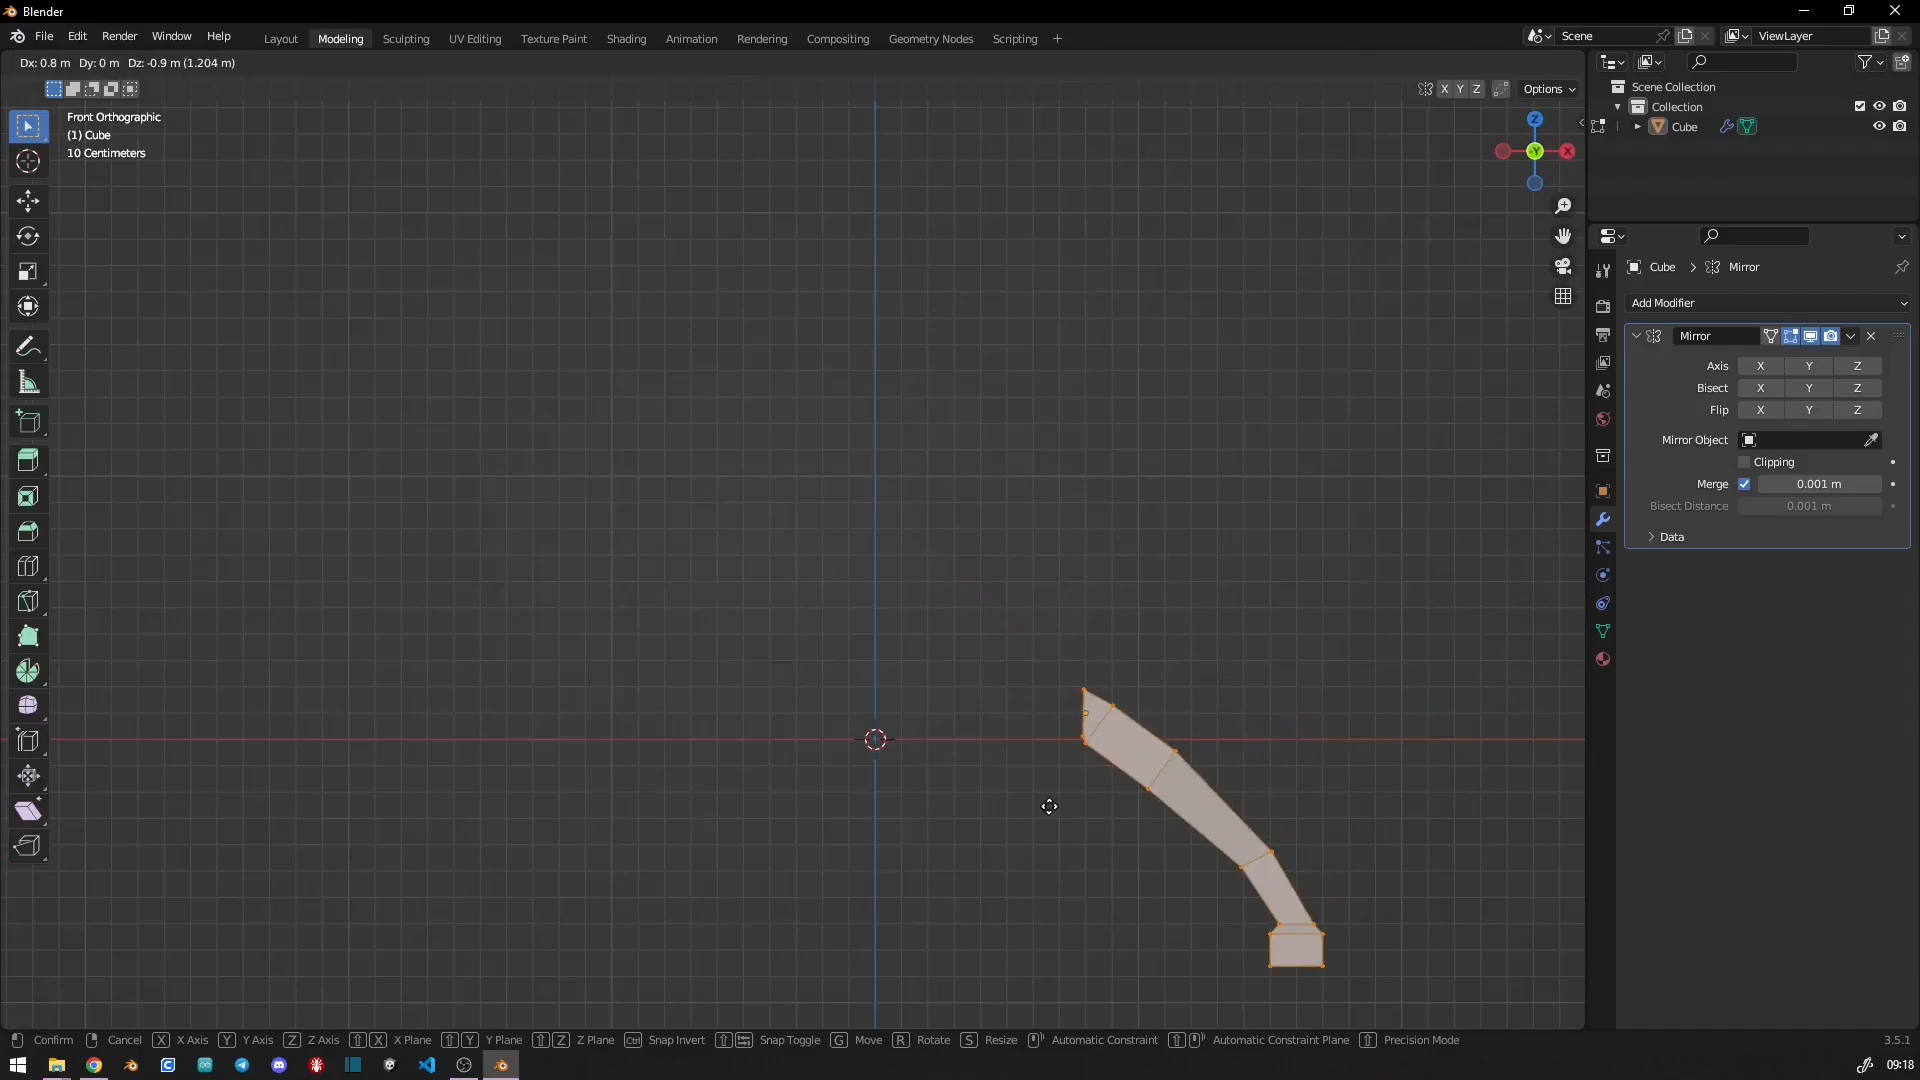 Blender
File Edit Render Window Help
Layout Modeling Sculpting UV Editing Texture Paint Shading Animation Rendering Compositing Geometry Nodes Scripting +
Scene
ViewLayer
Dx: 0.8 m Dy: 0 m Dz: -0.9 m (1.204 m)
X Y Z Options
Front Orthographic
(1) Cube
10 Centimeters
Z
-Y X
Scene Collection
Collection
Cube
Cube > Mirror
Add Modifier
Mirror
Axis X Y Z
Bisect X Y Z
Flip X Y Z
Mirror Object
Clipping
Merge 0.001 m
Bisect Distance 0.001 m
Data
Confirm Cancel X X Axis Y Y Axis Z Z Axis X X Plane Y Y Plane Z Z Plane Ctrl Snap Invert Snap Toggle G Move R Rotate S Resize Automatic Constraint Automatic Constraint Plane Precision Mode 3.5.1
09:18